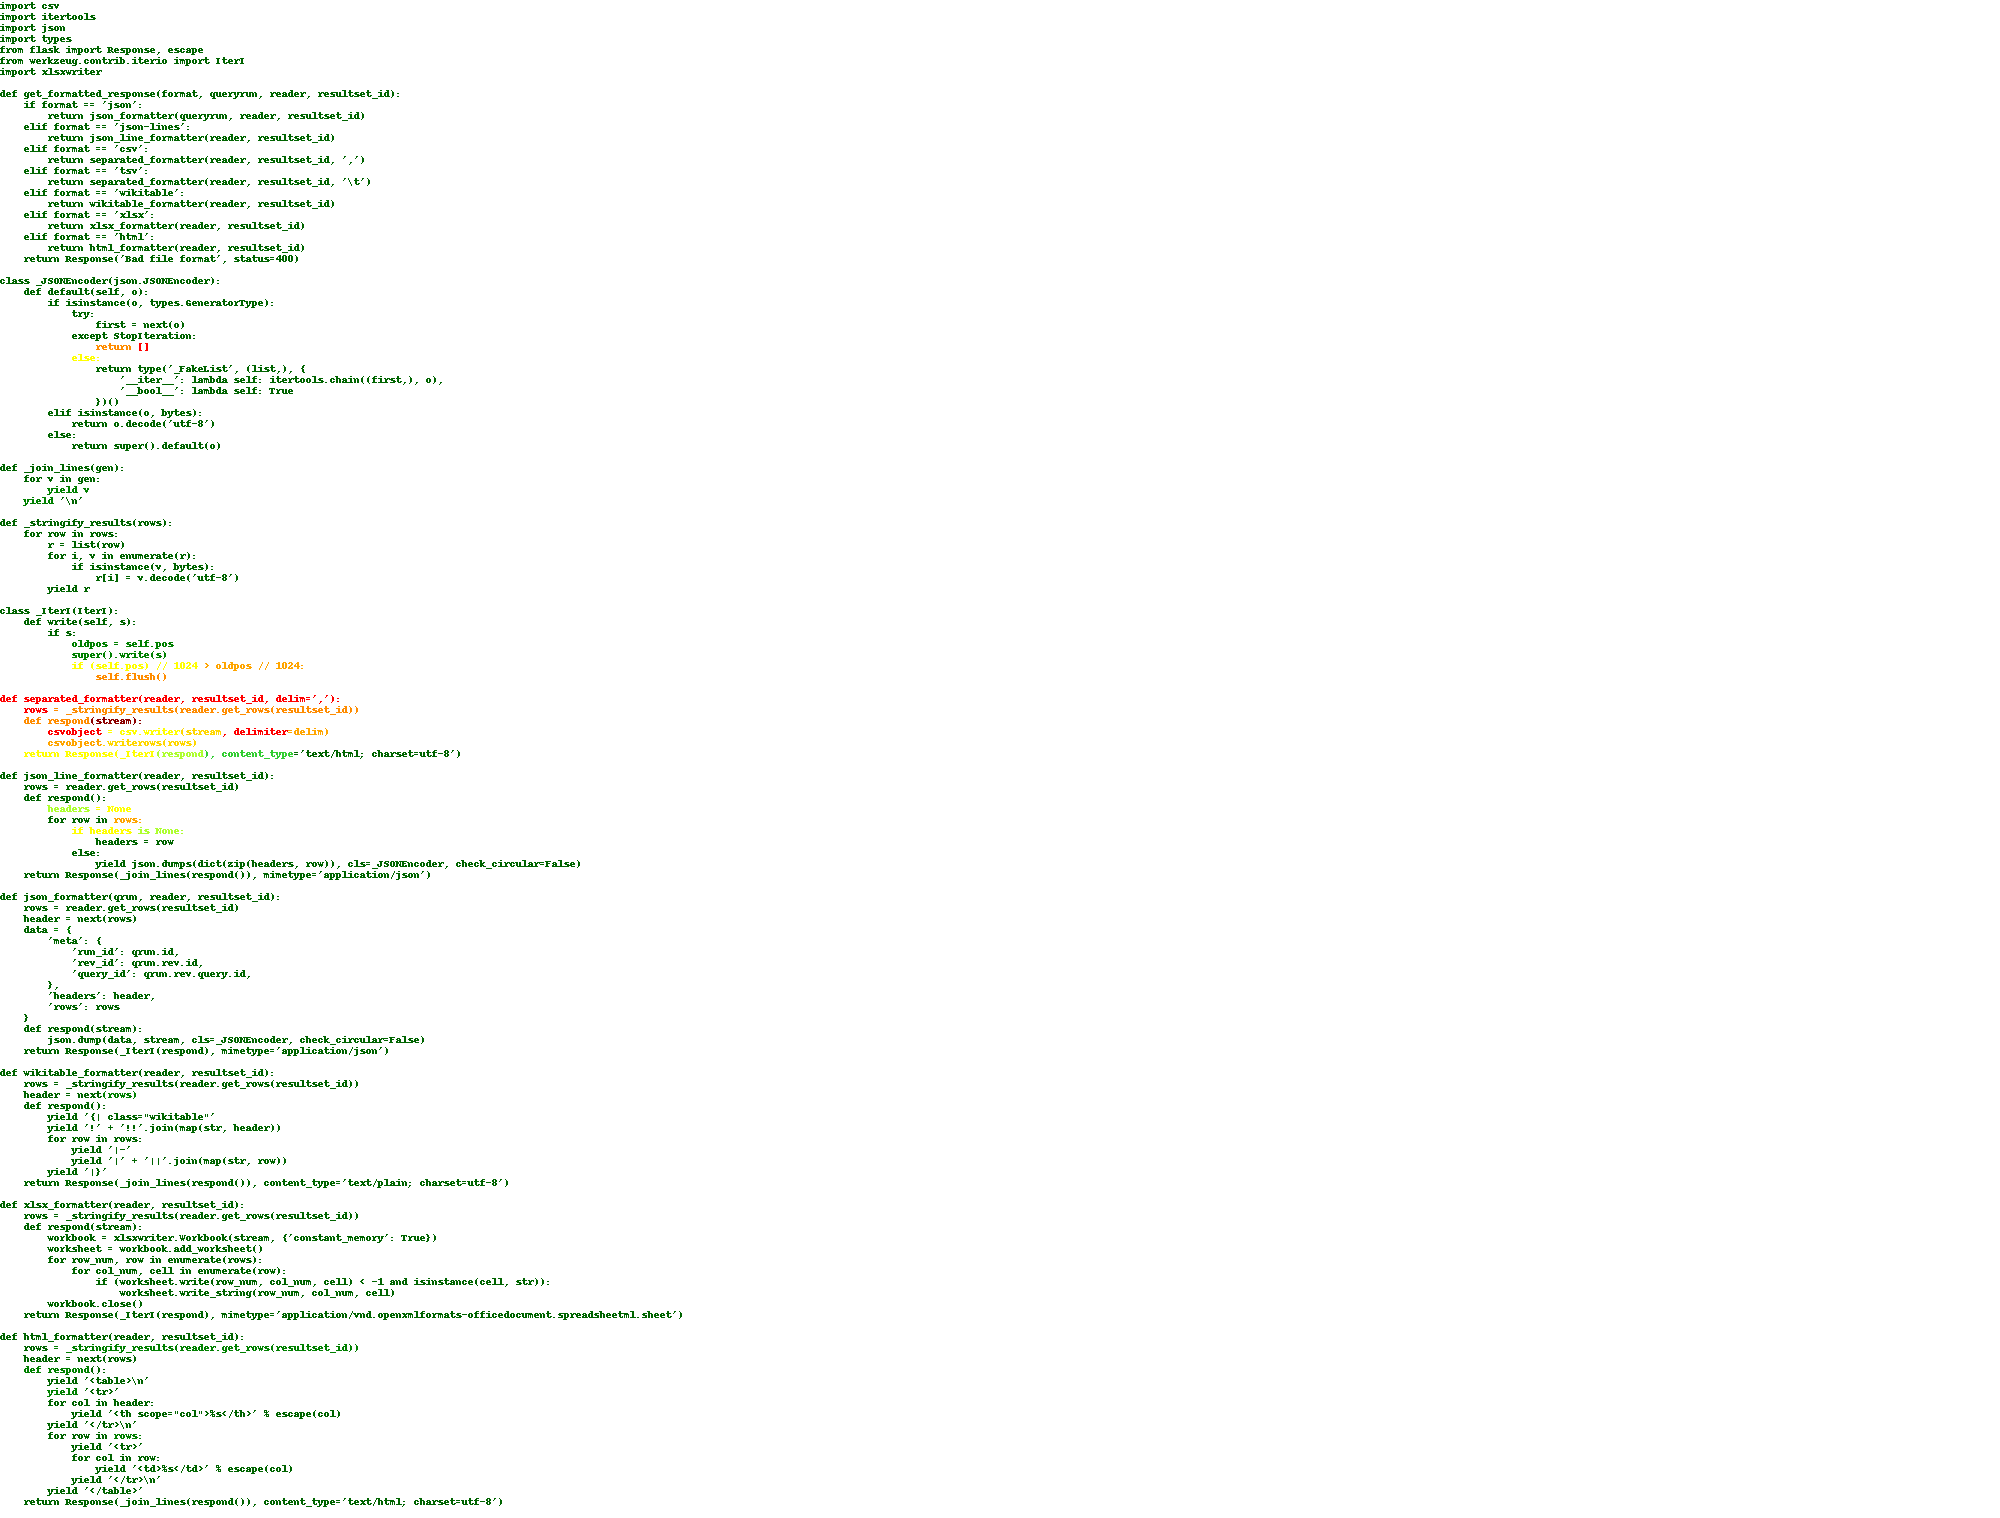 import csv
import itertools
import json
import types
from flask import Response, escape
from werkzeug.contrib.iterio import IterI
import xlsxwriter

def get_formatted_response(format, queryrun, reader, resultset_id):
    if format == 'json':
        return json_formatter(queryrun, reader, resultset_id)
    elif format == 'json-lines':
        return json_line_formatter(reader, resultset_id)
    elif format == 'csv':
        return separated_formatter(reader, resultset_id, ',')
    elif format == 'tsv':
        return separated_formatter(reader, resultset_id, '\t')
    elif format == 'wikitable':
        return wikitable_formatter(reader, resultset_id)
    elif format == 'xlsx':
        return xlsx_formatter(reader, resultset_id)
    elif format == 'html':
        return html_formatter(reader, resultset_id)
    return Response('Bad file format', status=400)

class _JSONEncoder(json.JSONEncoder):
    def default(self, o):
        if isinstance(o, types.GeneratorType):
            try:
                first = next(o)
            except StopIteration:
                return []
            else:
                return type('_FakeList', (list,), {
                    '__iter__': lambda self: itertools.chain((first,), o),
                    '__bool__': lambda self: True
                })()
        elif isinstance(o, bytes):
            return o.decode('utf-8')
        else:
            return super().default(o)

def _join_lines(gen):
    for v in gen:
        yield v
    yield '\n'

def _stringify_results(rows):
    for row in rows:
        r = list(row)
        for i, v in enumerate(r):
            if isinstance(v, bytes):
                r[i] = v.decode('utf-8')
        yield r

class _IterI(IterI):
    def write(self, s):
        if s:
            oldpos = self.pos
            super().write(s)
            if (self.pos) // 1024 > oldpos // 1024:
                self.flush()

def separated_formatter(reader, resultset_id, delim=','):
    rows = _stringify_results(reader.get_rows(resultset_id))
    def respond(stream):
        csvobject = csv.writer(stream, delimiter=delim)
        csvobject.writerows(rows)
    return Response(_IterI(respond), content_type='text/html; charset=utf-8')

def json_line_formatter(reader, resultset_id):
    rows = reader.get_rows(resultset_id)
    def respond():
        headers = None
        for row in rows:
            if headers is None:
                headers = row
            else:
                yield json.dumps(dict(zip(headers, row)), cls=_JSONEncoder, check_circular=False)
    return Response(_join_lines(respond()), mimetype='application/json')

def json_formatter(qrun, reader, resultset_id):
    rows = reader.get_rows(resultset_id)
    header = next(rows)
    data = {
        'meta': {
            'run_id': qrun.id,
            'rev_id': qrun.rev.id,
            'query_id': qrun.rev.query.id,
        },
        'headers': header,
        'rows': rows
    }
    def respond(stream):
        json.dump(data, stream, cls=_JSONEncoder, check_circular=False)
    return Response(_IterI(respond), mimetype='application/json')

def wikitable_formatter(reader, resultset_id):
    rows = _stringify_results(reader.get_rows(resultset_id))
    header = next(rows)
    def respond():
        yield '{| class="wikitable"'
        yield '!' + '!!'.join(map(str, header))
        for row in rows:
            yield '|-'
            yield '|' + '||'.join(map(str, row))
        yield '|}'
    return Response(_join_lines(respond()), content_type='text/plain; charset=utf-8')

def xlsx_formatter(reader, resultset_id):
    rows = _stringify_results(reader.get_rows(resultset_id))
    def respond(stream):
        workbook = xlsxwriter.Workbook(stream, {'constant_memory': True})
        worksheet = workbook.add_worksheet()
        for row_num, row in enumerate(rows):
            for col_num, cell in enumerate(row):
                if (worksheet.write(row_num, col_num, cell) < -1 and isinstance(cell, str)):
                    worksheet.write_string(row_num, col_num, cell)
        workbook.close()
    return Response(_IterI(respond), mimetype='application/vnd.openxmlformats-officedocument.spreadsheetml.sheet')

def html_formatter(reader, resultset_id):
    rows = _stringify_results(reader.get_rows(resultset_id))
    header = next(rows)
    def respond():
        yield '<table>\n'
        yield '<tr>'
        for col in header:
            yield '<th scope="col">%s</th>' % escape(col)
        yield '</tr>\n'
        for row in rows:
            yield '<tr>'
            for col in row:
                yield '<td>%s</td>' % escape(col)
            yield '</tr>\n'
        yield '</table>'
    return Response(_join_lines(respond()), content_type='text/html; charset=utf-8')